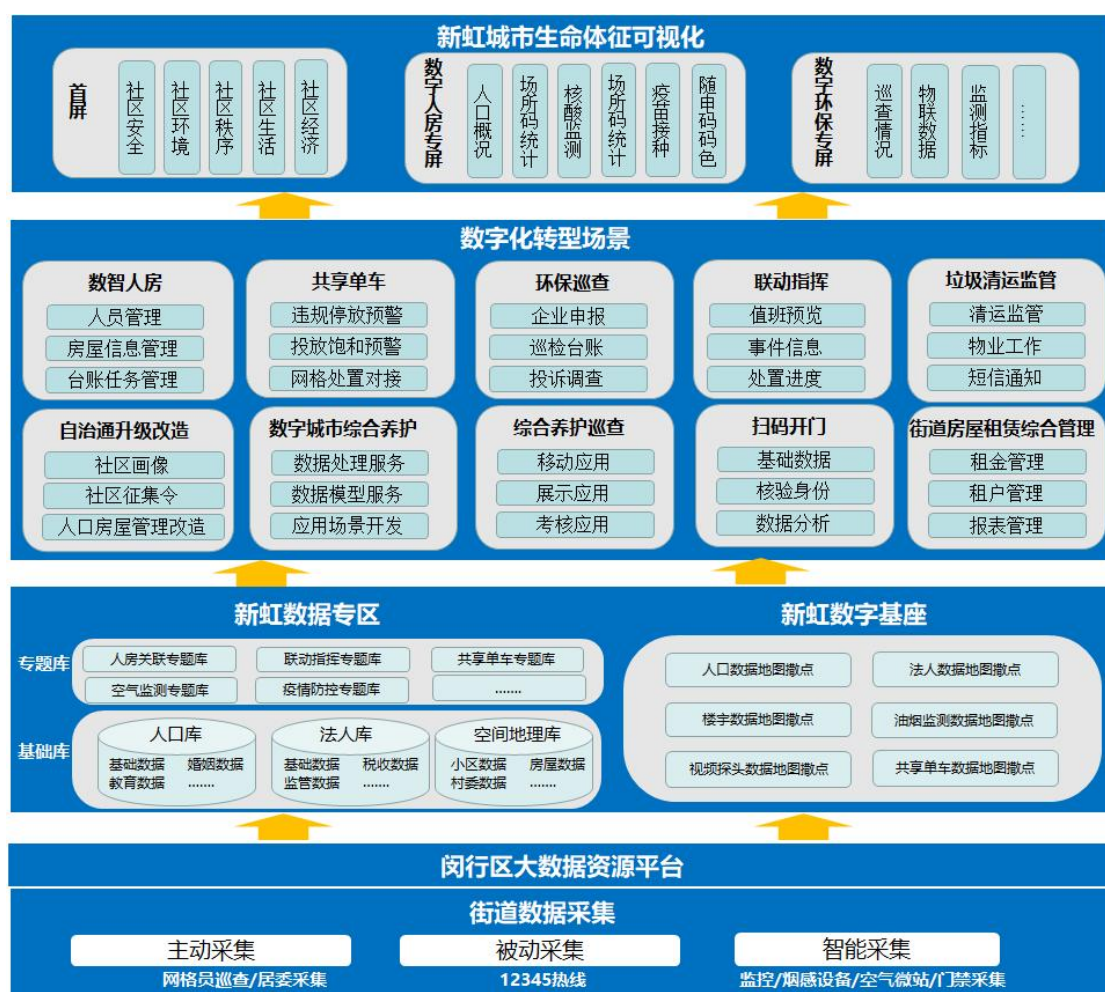 新虹城市生命体征可视化
首屏
社区安全
社区环境
社区秩序
社区生活
社区经济
数字人房专屏
人口概况
场所码统计
核酸监测
场所码统计
疫苗接种
随申码码色
数字环保专屏
巡查情况
物联数据
监测指标
......
数字化转型场景
数智人房
人员管理
房屋信息管理
台账任务管理
共享单车
违规停放预警
投放饱和预警
网格处置对接
环保巡查
企业申报
巡检台账
投诉调查
联动指挥
值班预览
事件信息
处置进度
垃圾清运监管
清运监管
物业工作
短信通知
自治通升级改造
社区画像
社区征集令
人口房屋管理改造
数字城市综合养护
数据处理服务
数据模型服务
应用场景开发
综合养护巡查
移动应用
展示应用
考核应用
扫码开门
基础数据
核验身份
数据分析
街道房屋租赁综合管理
租金管理
租户管理
报表管理
新虹数据专区
专题库
人房关联专题库
联动指挥专题库
共享单车专题库
空气监测专题库
疫情防控专题库
.......
基础库
人口库
基础数据 婚姻数据
教育数据 .......
法人库
基础数据 税收数据
监管数据 .......
空间地理库
小区数据 房屋数据
村委数据 .......
新虹数字基座
人口数据地图撒点
法人数据地图撒点
楼宇数据地图撒点
油烟监测数据地图撒点
视频探头数据地图撒点
共享单车数据地图撒点
闵行区大数据资源平台
街道数据采集
主动采集
被动采集
智能采集
网格员巡查/居委采集
12345热线
监控/烟感设备/空气微站/门禁采集